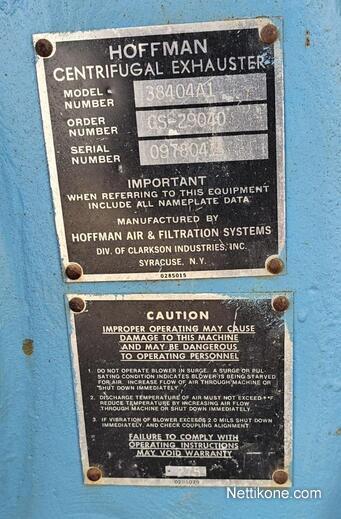 HOFFMAN
CENTRIFUGAL EXHAUSTER
MODEL NUMBER 38404A1
ORDER NUMBER GS-29040
SERIAL NUMBER
IMPORTANT
WHEN REFERRING TO THIS EQUIPMENT
INCLUDE ALL NAMEPLATE DATA
MANUFACTURED BY
HOFFMAN AIR & FILTRATION SYSTEMS
DIV. OF CLARKSON INDUSTRIES, INC.
SYRACUSE, N.Y.
0285015
CAUTION
IMPROPER OPERATING MAY CAUSE
DAMAGE TO THIS MACHINE
AND MAY BE DANGEROUS
TO OPERATING PERSONNEL
1. DO NOT OPERATE BLOWER IN SURGE. A SURGE OR PUL-
SATING CONDITION INDICATES BLOWER IS BEING STARVED
FOR AIR. INCREASE FLOW OF AIR THROUGH MACHINE OR
SHUT DOWN IMMEDIATELY.
2. DISCHARGE TEMPERATURE OF AIR MUST NOT EXCEED
REDUCE TEMPERATURE BY INCREASING AIR FLOW
THROUGH MACHINE OR SHUT DOWN IMMEDIATELY.
3. IF VIBRATION OF BLOWER EXCEEDS 2.0 MILS SHUT DOWN
IMMEDIATELY, AND CHECK COUPLING ALIGNMENT.
FAILURE TO COMPLY WITH
OPERATING INSTRUCTIONS
MAY VOID WARRANTY
Nettikone.com